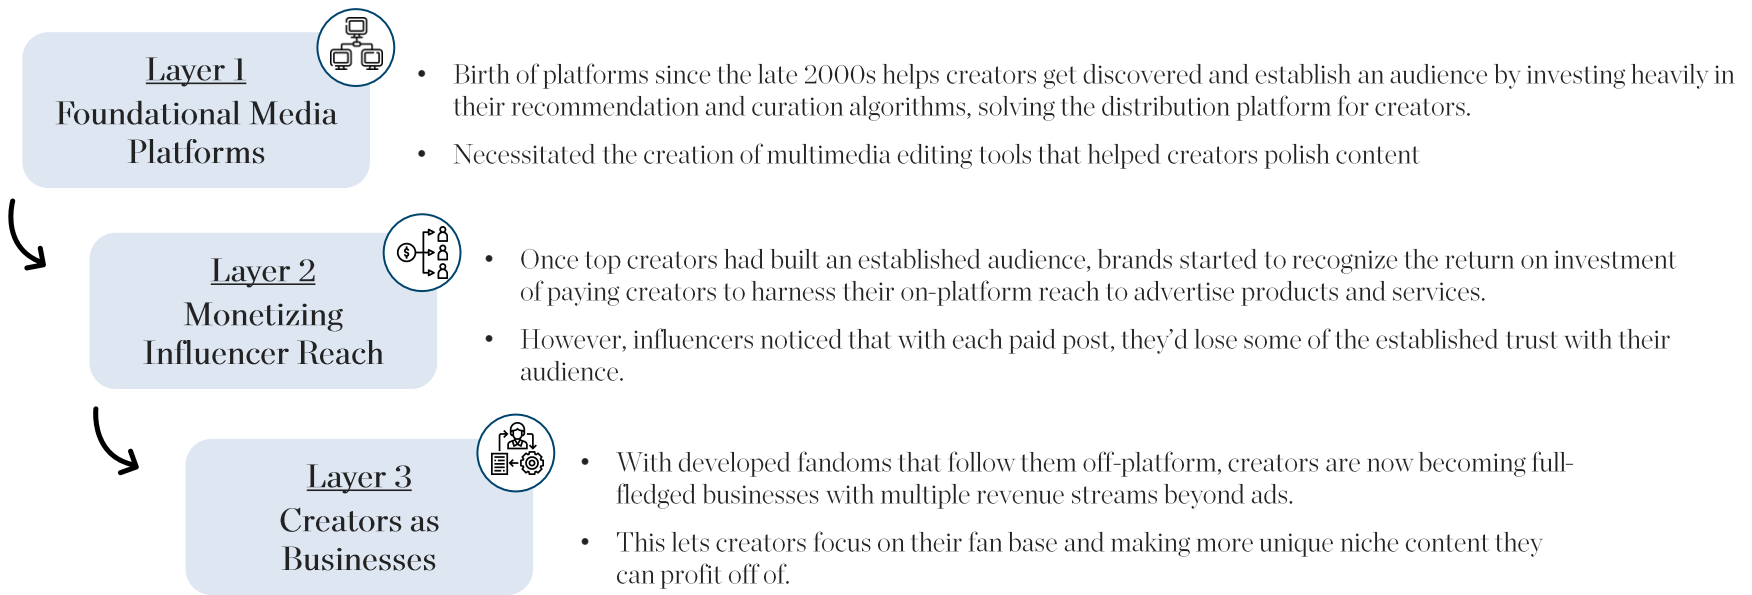 Layer 1
Foundational Media
Platforms
• Birth of platforms since the late 2000s helps creators get discovered and establish an audience by investing heavily in
their recommendation and curation algorithms, solving the distribution platform for creators.
• Necessitated the creation of multimedia editing tools that helped creators polish content
Layer 2
Monetizing
Influencer Reach
• Once top creators had built an established audience, brands started to recognize the return on investment
of paying creators to harness their on-platform reach to advertise products and services.
• However, influencers noticed that with each paid post, they’d lose some of the established trust with their
audience.
Layer 3
Creators as
Businesses
• With developed fandoms that follow them off-platform, creators are now becoming full-
fledged businesses with multiple revenue streams beyond ads.
• This lets creators focus on their fan base and making more unique niche content they
can profit off of.